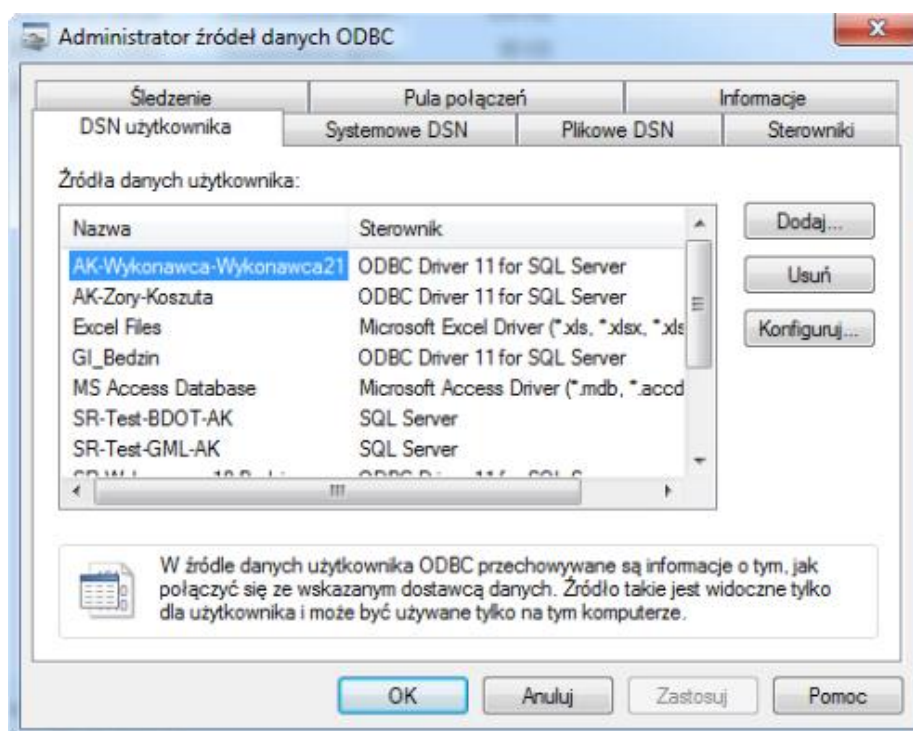 Administrator źródeł danych ODBC
Śledzenie Pula połączeń Informacje
DSN użytkownika Systemowe DSN Plikowe DSN Sterowniki
Źródła danych użytkownika:
Nazwa Sterownik
AK-Wykonawca-Wykonawca21 ODBC Driver 11 for SQL Server
AK-Zory-Koszuta ODBC Driver 11 for SQL Server
Excel Files Microsoft Excel Driver (*.xls, *.xlsx, *.xls
GI_Bedzin ODBC Driver 11 for SQL Server
MS Access Database Microsoft Access Driver (*.mdb, *.accd
SR-Test-BDOT-AK SQL Server
SR-Test-GML-AK SQL Server
Dodaj...
Usuń
Konfiguruj...
W źródle danych użytkownika ODBC przechowywane są informacje o tym, jak
połączyć się ze wskazanym dostawcą danych. Źródło takie jest widoczne tylko
dla użytkownika i może być używane tylko na tym komputerze.
OK Anuluj Zastosuj Pomoc